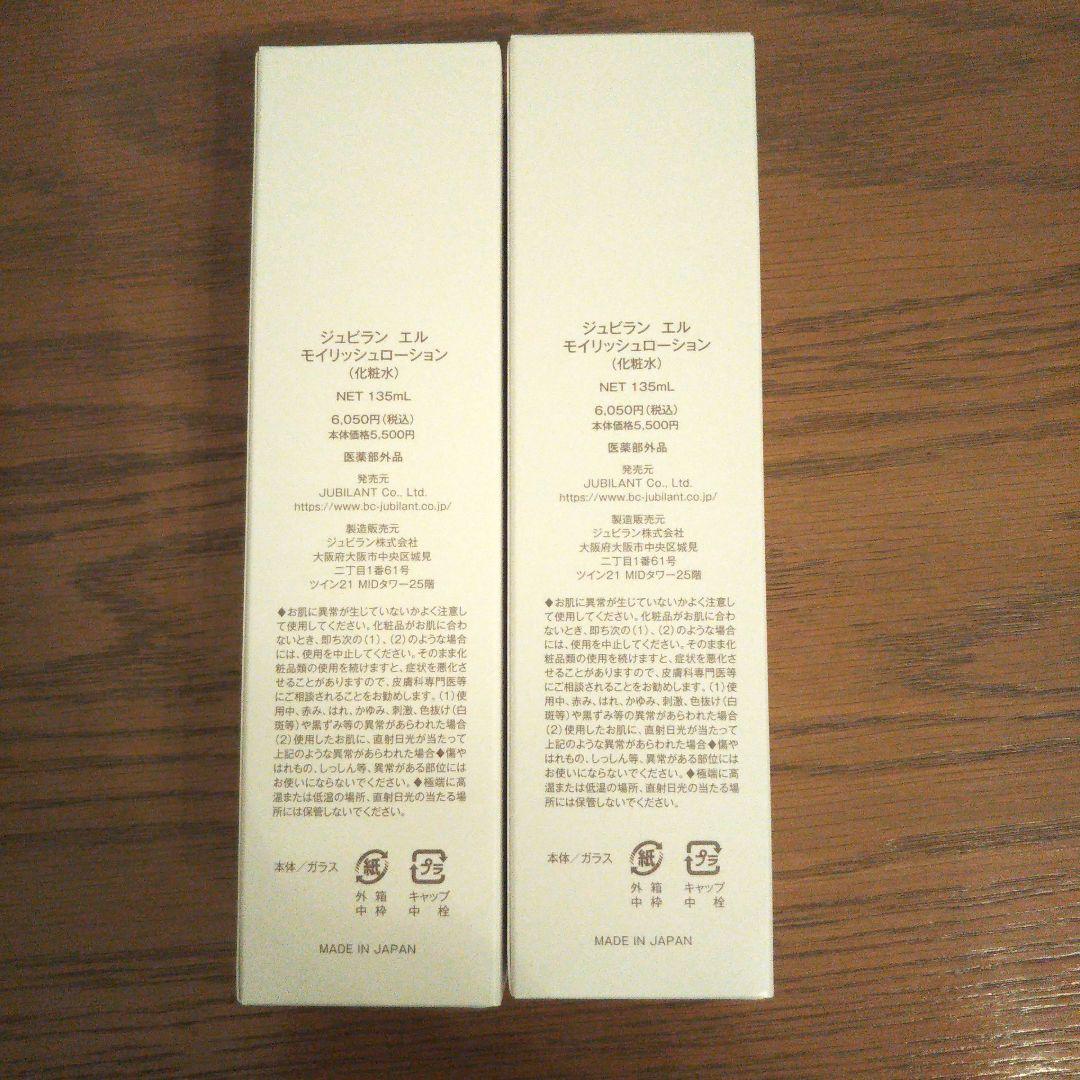 ジュビラン エル
モイリッシュローション
（化粧水）
NET 135mL
6,050円（税込）
本体価格5,500円
医薬部外品
発売元
JUBILANT Co., Ltd.
https://www.bc-jubilant.co.jp/
製造販売元
ジュビラン株式会社
大阪府大阪市中央区城見
二丁目1番61号
ツイン21 MIDタワー25階
◆お肌に異常が生じていないかよく注意し
て使用してください。化粧品がお肌に合わ
ないとき、即ち次の（1）、（2）のような場合
には、使用を中止してください。そのまま化
粧品類の使用を続けますと、症状を悪化さ
せることがありますので、皮膚科専門医等
にご相談されることをお勧めします。（1）使
用中、赤み、はれ、かゆみ、刺激、色抜け（白
斑等）や黒ずみ等の異常があらわれた場合
（2）使用したお肌に、直射日光が当たって
上記のような異常があらわれた場合◆傷や
はれもの、しっしん等、異常がある部位には
お使いにならないでください。◆極端に高
温または低温の場所、直射日光の当たる場
所には保管しないでください。
本体／ガラス
紙
プラ
外 箱 キャップ
中 枠 中 栓
MADE IN JAPAN
ジュビラン エル
モイリッシュローション
（化粧水）
NET 135mL
6,050円（税込）
本体価格5,500円
医薬部外品
発売元
JUBILANT Co., Ltd.
https://www.bc-jubilant.co.jp/
製造販売元
ジュビラン株式会社
大阪府大阪市中央区城見
二丁目1番61号
ツイン21 MIDタワー25階
◆お肌に異常が生じていないかよく注意し
て使用してください。化粧品がお肌に合わ
ないとき、即ち次の（1）、（2）のような場合
には、使用を中止してください。そのまま化
粧品類の使用を続けますと、症状を悪化さ
せることがありますので、皮膚科専門医等
にご相談されることをお勧めします。（1）使
用中、赤み、はれ、かゆみ、刺激、色抜け（白
斑等）や黒ずみ等の異常があらわれた場合
（2）使用したお肌に、直射日光が当たって
上記のような異常があらわれた場合◆傷や
はれもの、しっしん等、異常がある部位には
お使いにならないでください。◆極端に高
温または低温の場所、直射日光の当たる場
所には保管しないでください。
本体／ガラス
紙
プラ
外 箱 キャップ
中 枠 中 栓
MADE IN JAPAN